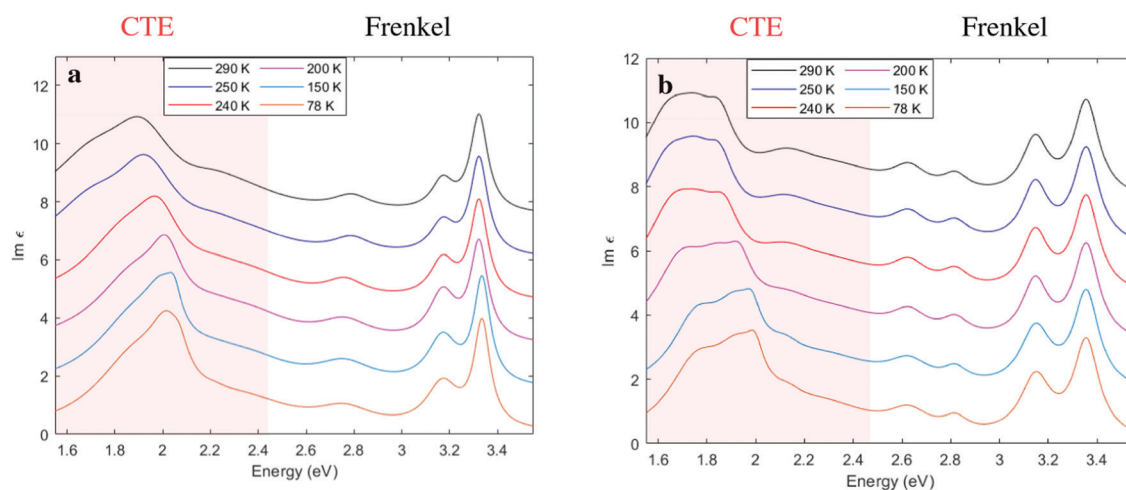 CTE Frenkel
a
290 K 200 K
250 K 150 K
240 K 78 K
12
10
8
6
4
2
0
Im ϵ
1.6 1.8 2 2.2 2.4 2.6 2.8 3 3.2 3.4
Energy (eV)
CTE Frenkel
b
290 K 200 K
250 K 150 K
240 K 78 K
12
10
8
6
4
2
0
Im ϵ
1.6 1.8 2 2.2 2.4 2.6 2.8 3 3.2 3.4
Energy (eV)